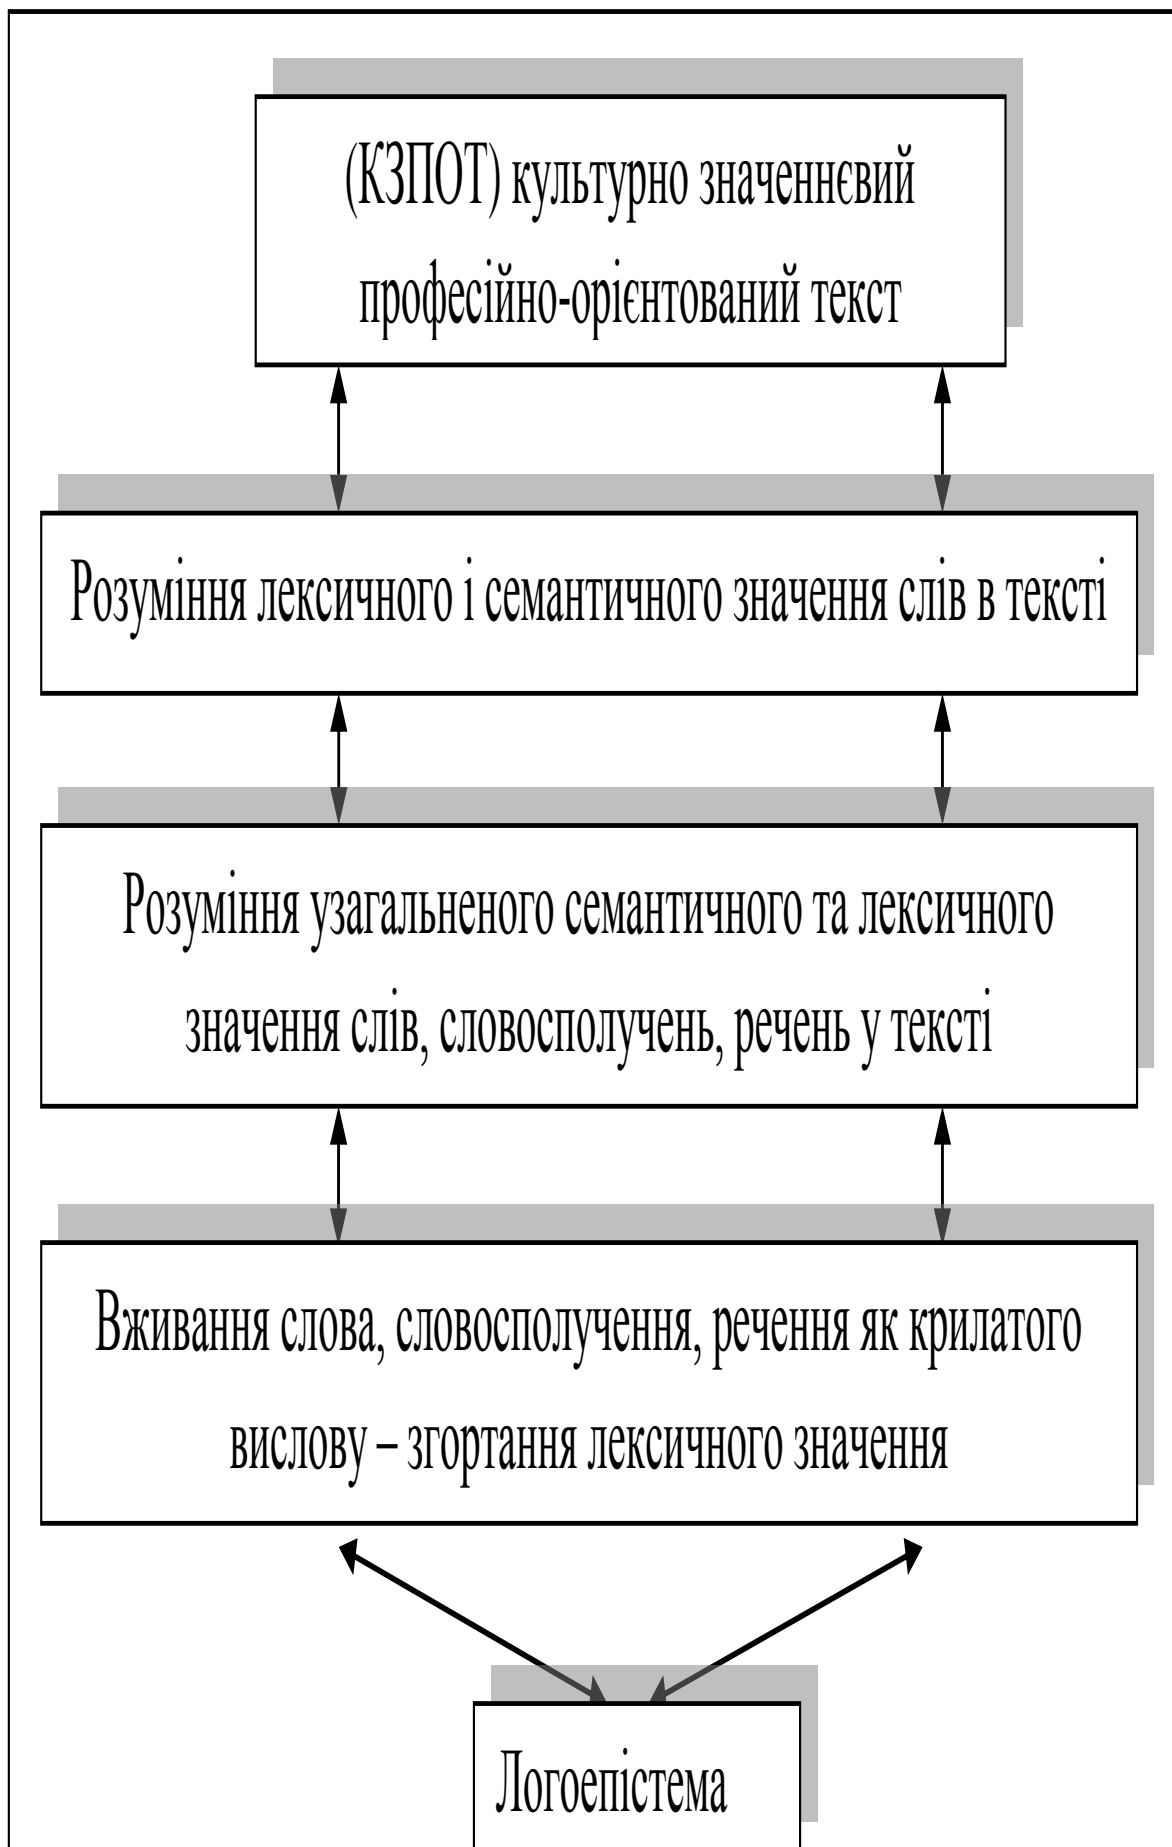 (КЗПОТ) культурно значеннєвий
професійно-орієнтований текст
Розуміння лексичного і семантичного значення слів в тексті
Розуміння узагальненого семантичного та лексичного
значення слів, словосполучень, речень у тексті
Вживання слова, словосполучення, речення як крилатого
вислову – згортання лексичного значення
Логоепістема